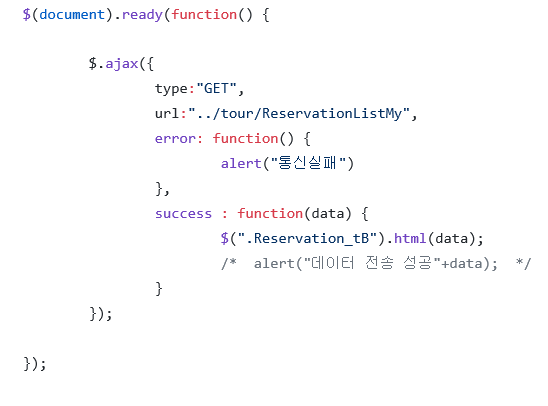 $(document).ready(function() {
$.ajax({
type:"GET",
url:"../tour/ReservationListMy",
error: function() {
alert("통신실패")
},
success : function(data) {
$(".Reservation_tB").html(data);
/*  alert("데이터 전송 성공"+data);  */
}
});
});